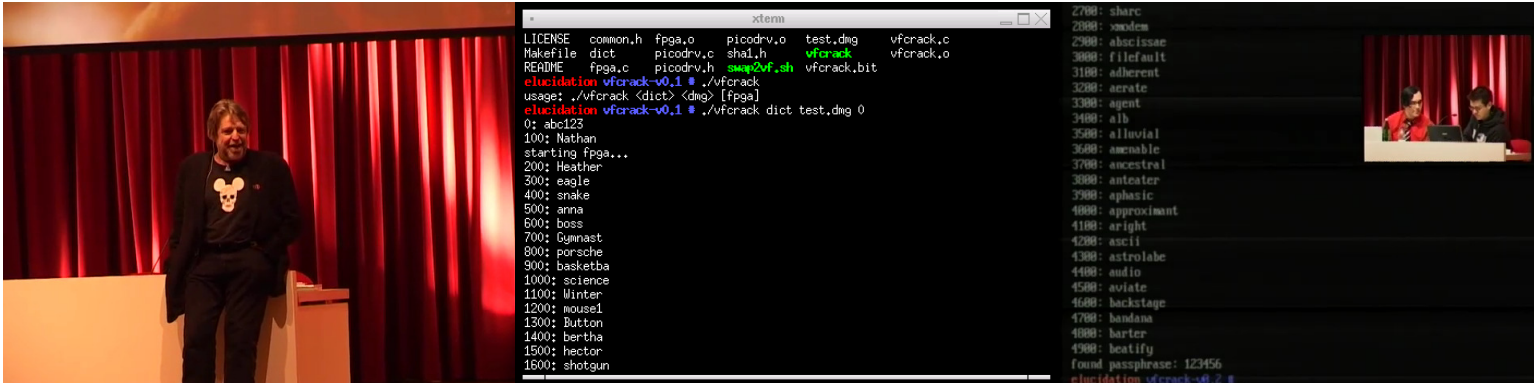 xterm
LICENSE common.h fpga.o picodrv.o test.dmg vfcrack.c
Makefile dict picodrv.c sha1.h vfcrack vfcrack.o
README fpga.c picodrv.h swap2vf.sh vfcrack.bit
elucidation vfcrack-v0.1 # ./vfcrack
usage: ./vfcrack <dict> <dmg> [fpga]
elucidation vfcrack-v0.1 # ./vfcrack dict test.dmg 0
0: abc123
100: Nathan
starting fpga...
200: Heather
300: eagle
400: snake
500: anna
600: boss
700: Gymnast
800: porsche
900: basketba
1000: science
1100: Winter
1200: mouse1
1300: Button
1400: bertha
1500: hector
1600: shotgun
2700: sharc
2800: xmodem
2900: abscissae
3000: filefault
3100: adherent
3200: aerate
3300: agent
3400: alb
3500: alluvial
3600: amenable
3700: ancestral
3800: anteater
3900: aphasic
4000: approximant
4100: aright
4200: ascii
4300: astrolabe
4400: audio
4500: aviate
4600: backstage
4700: bandana
4800: barter
4900: beatify
found passphrase: 123456
elucidation vfcrack-v0.2 #